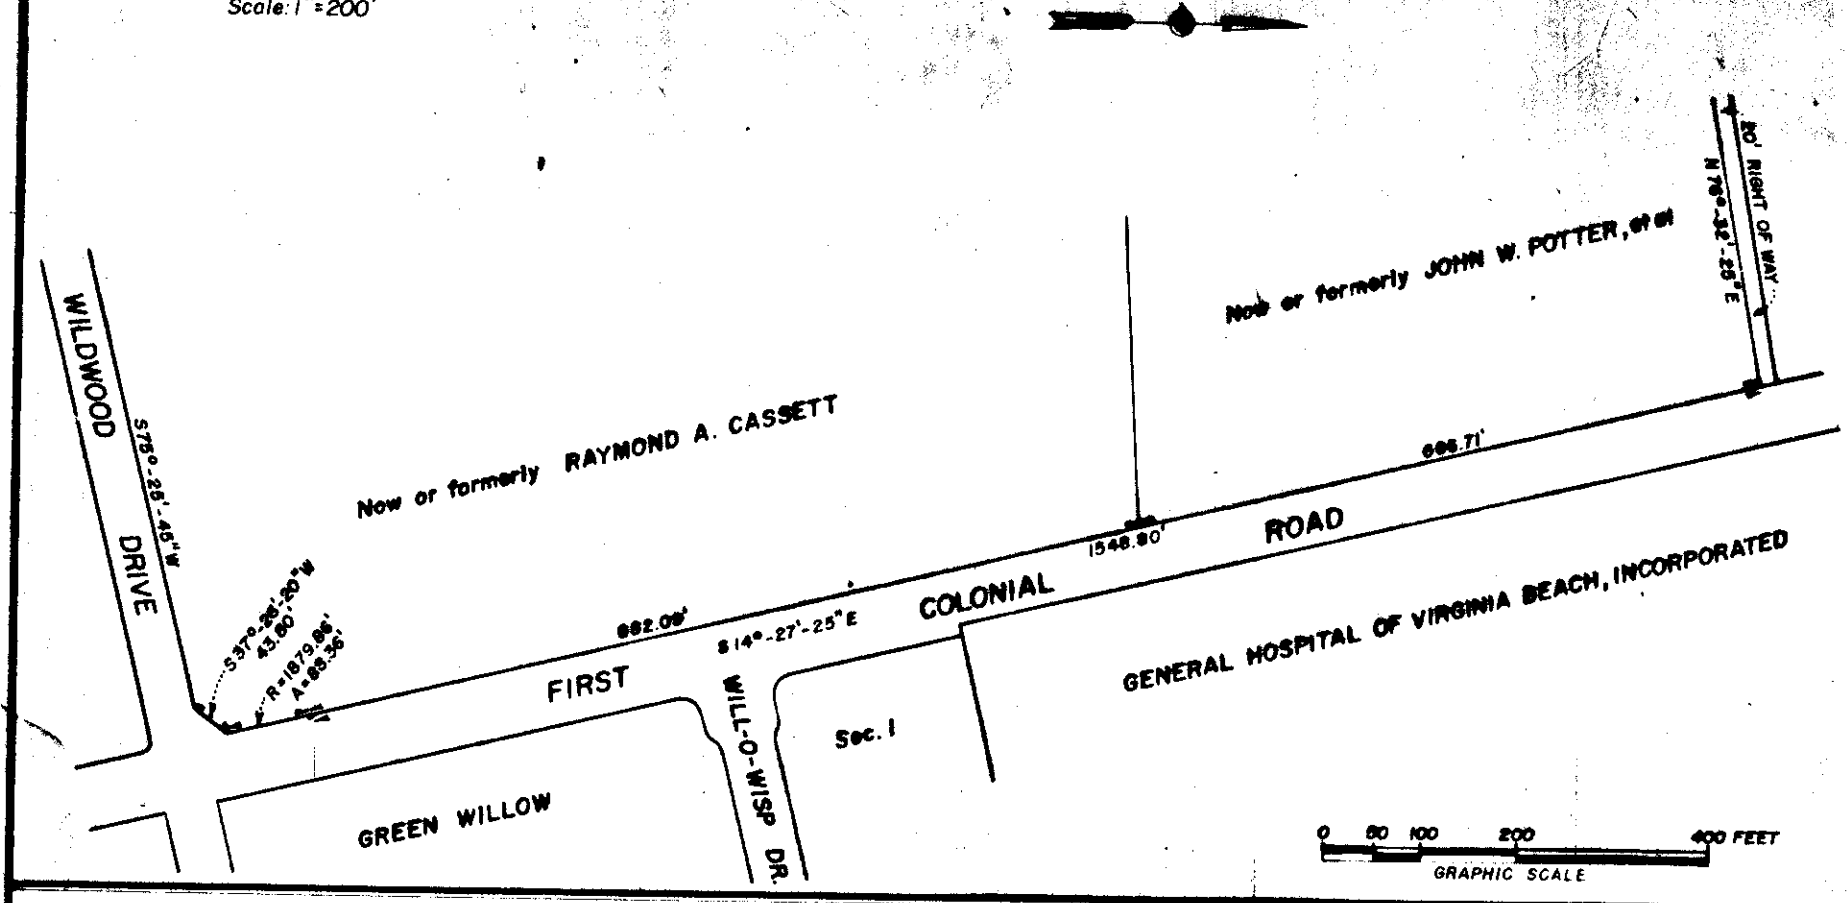 Scale: 1" = 200'
20' RIGHT OF WAY
N 76°-32'-25" E
Now or formerly JOHN W. POTTER, et al
WILDWOOD DRIVE
S75°-25'-45"W
Now or formerly RAYMOND A. CASSETT
S37°-26'-20"W
43.80'
R=1879.86'
A=88.36'
882.09'
S 14°-27'-25" E
1548.80'
FIRST COLONIAL ROAD
GENERAL HOSPITAL OF VIRGINIA BEACH, INCORPORATED
WILL-O-WISP DR.
Sec. 1
GREEN WILLOW
0 50 100 200 400 FEET
GRAPHIC SCALE